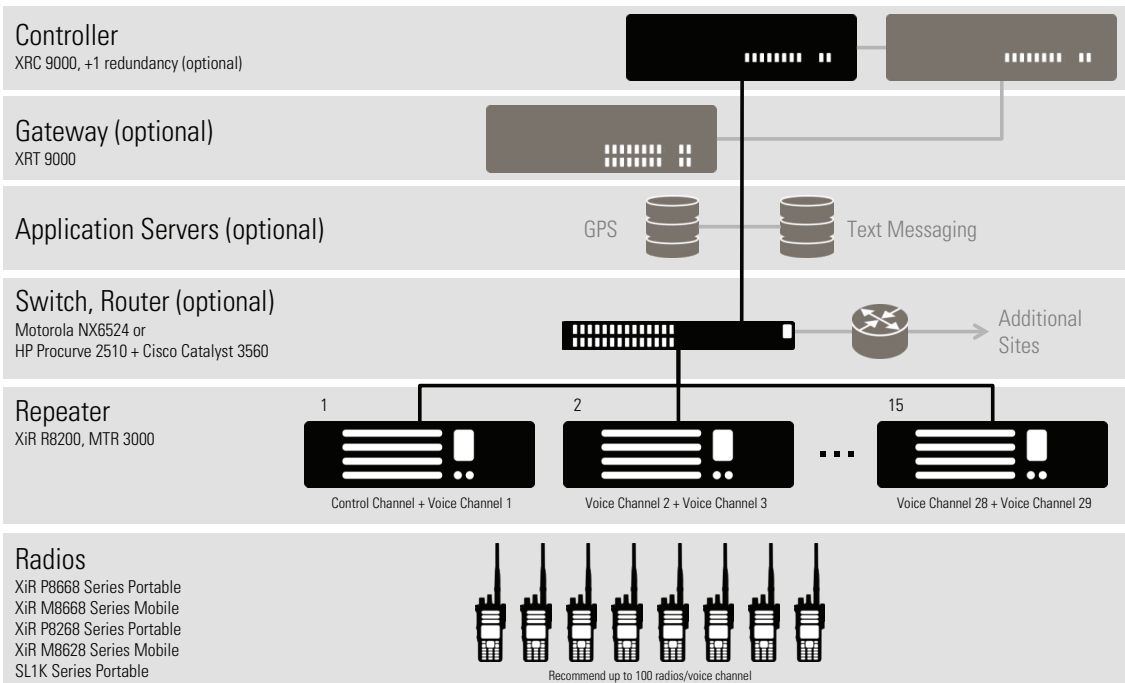 Controller
XRC 9000, +1 redundancy (optional)
Gateway (optional)
XRT 9000
Application Servers (optional)
GPS
Text Messaging
Switch, Router (optional)
Motorola NX6524 or
HP Procurve 2510 + Cisco Catalyst 3560
Additional
Sites
Repeater
XiR R8200, MTR 3000
1
2
15
Control Channel + Voice Channel 1
Voice Channel 2 + Voice Channel 3
Voice Channel 28 + Voice Channel 29
Radios
XiR P8668 Series Portable
XiR M8668 Series Mobile
XiR P8268 Series Portable
XiR M8628 Series Mobile
SL1K Series Portable
Recommend up to 100 radios/voice channel